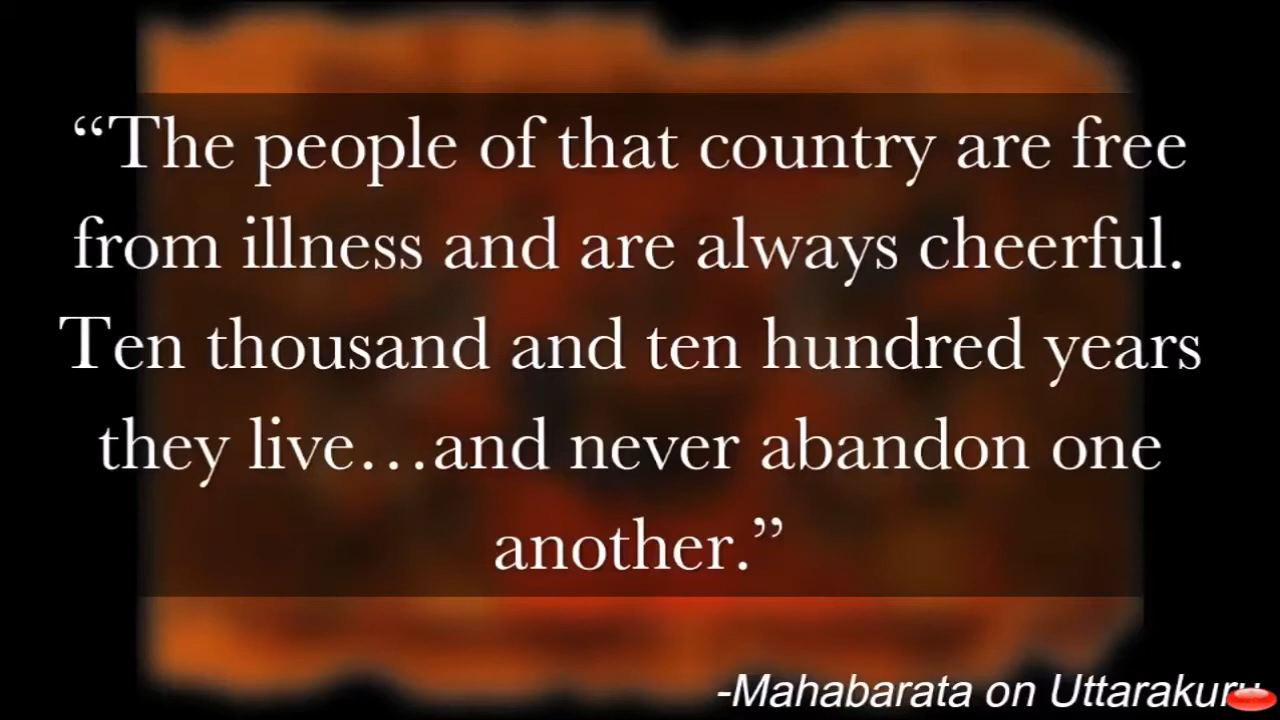 “The people of that country are free
from illness and are always cheerful.
Ten thousand and ten hundred years
they live…and never abandon one
another.”
-Mahabarata on Uttarakuru